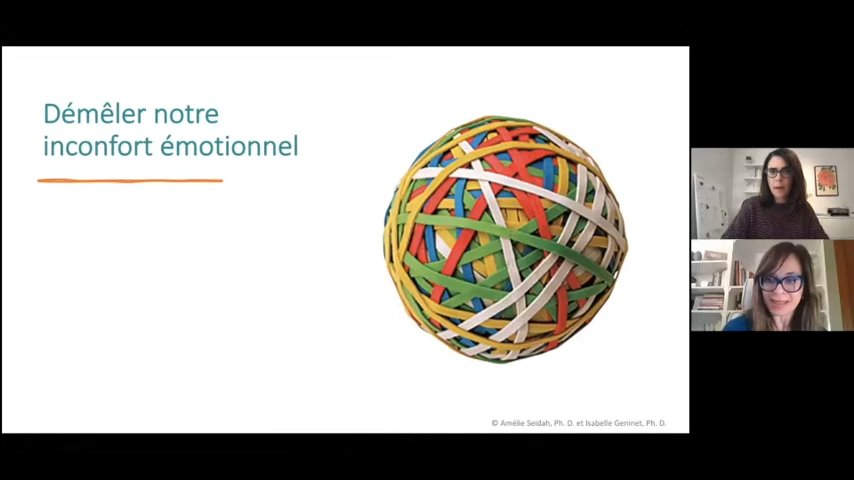 Démêler notre
inconfort émotionnel
© Amélie Seidah, Ph. D. et Isabelle Geninet, Ph. D.